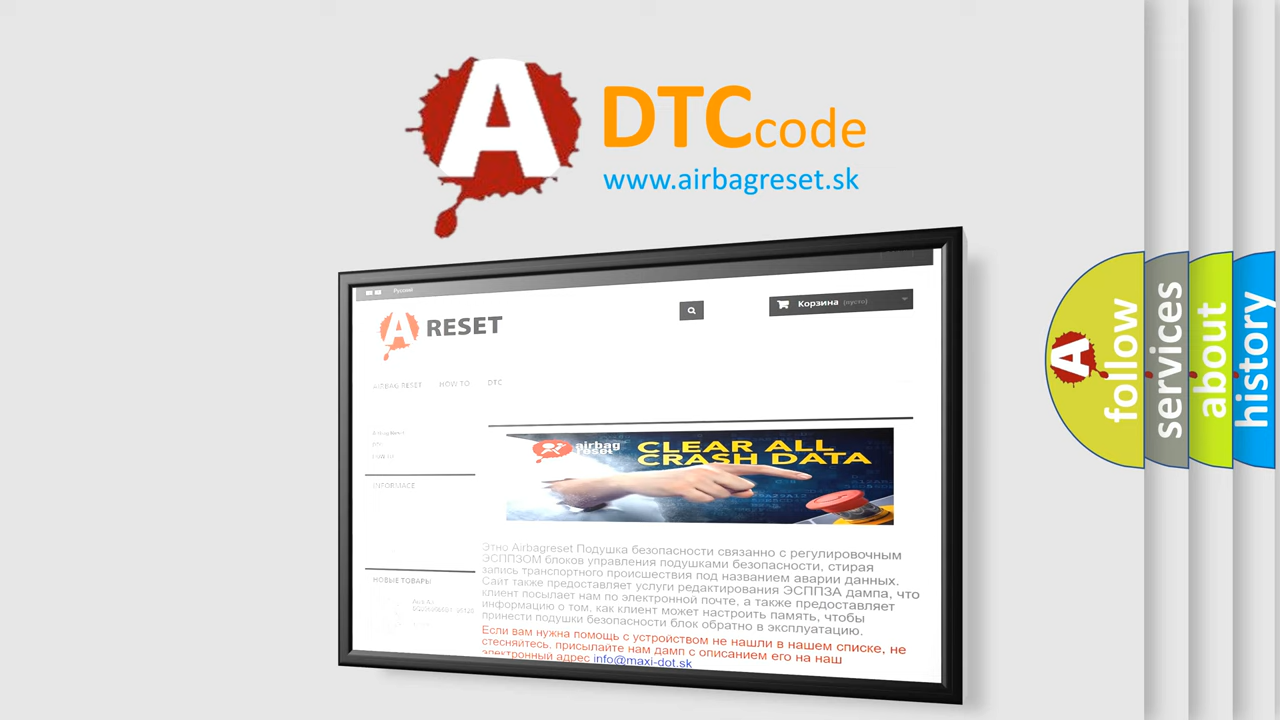 A
DTC code
www.airbagreset.sk
Русский
A RESET
Корзина (пусто)
AIRBAG RESET HOW TO DTC
DTC
INFORMACE
НОВЫЕ ТОВАРЫ
airbag
reset
CLEAR ALL
CRASH DATA
Этно Airbagreset Подушка безопасности связанно с регулировочным
ЭСППЗОМ блоков управления подушками безопасности, стирая
запись транспортного происшествия под названием аварии данных.
Сайт также предоставляет услуги редактирования ЭСППЗА дампа, что
клиент посылает нам по электронной почте, а также предоставляет
информацию о том, как клиент может настроить память, чтобы
принести подушки безопасности блок обратно в эксплуатацию.
Если вам нужна помощь с устройством не нашли в нашем списке, не
стесняйтесь, присылайте нам дамп с описанием его на наш
электронный адрес info@maxi-dot.sk
A
follow
services
about
history